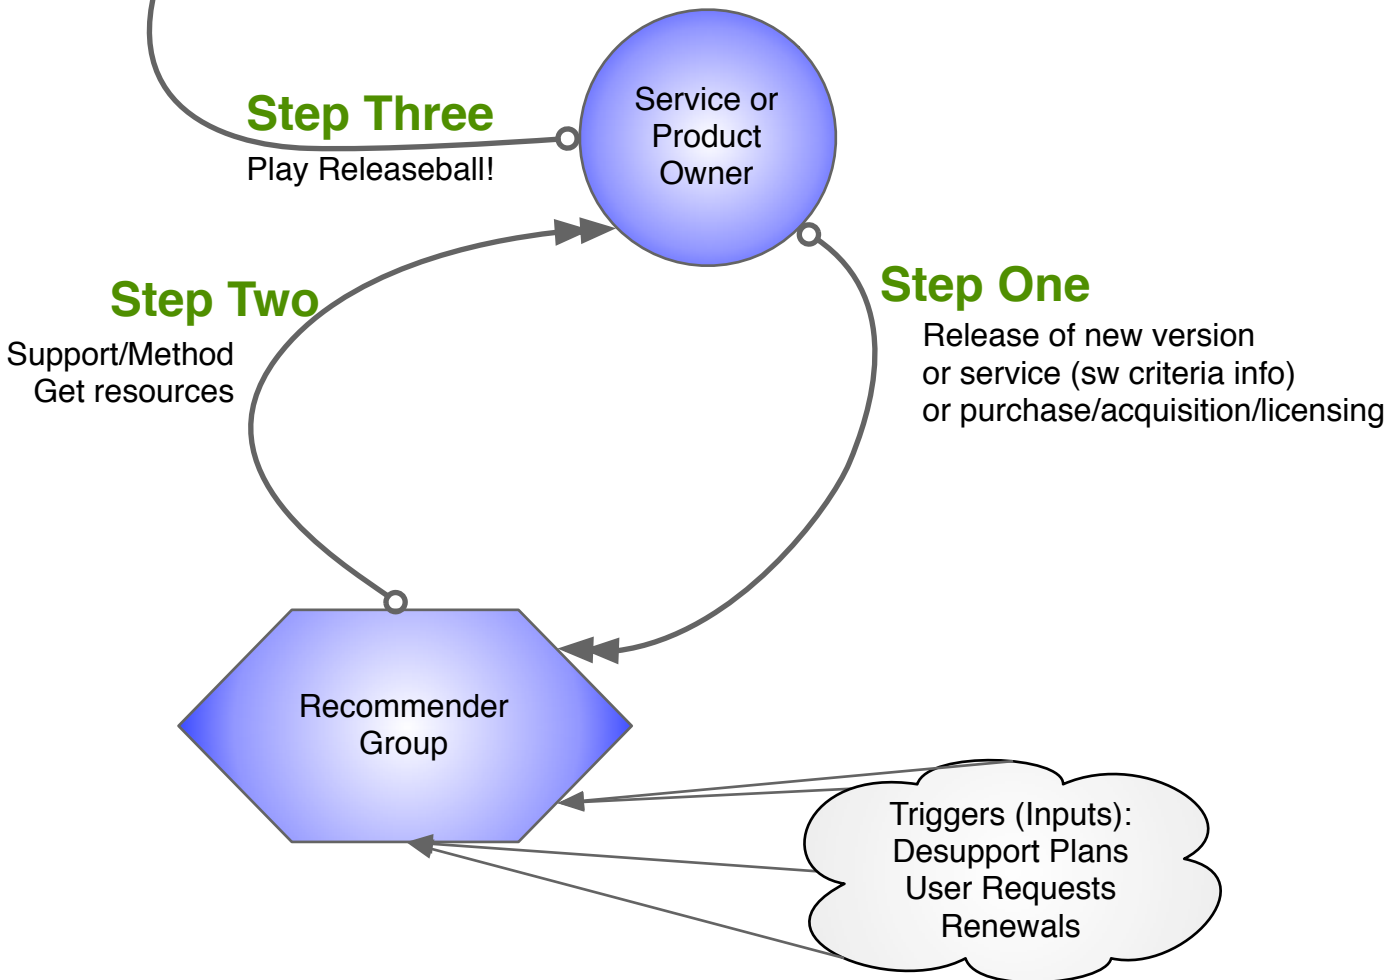 Service or
Product
Owner
Step Three
Play Releaseball!
Step Two
Support/Method
Get resources
Step One
Release of new version
or service (sw criteria info)
or purchase/acquisition/licensing
Recommender
Group
Triggers (Inputs):
Desupport Plans
User Requests
Renewals